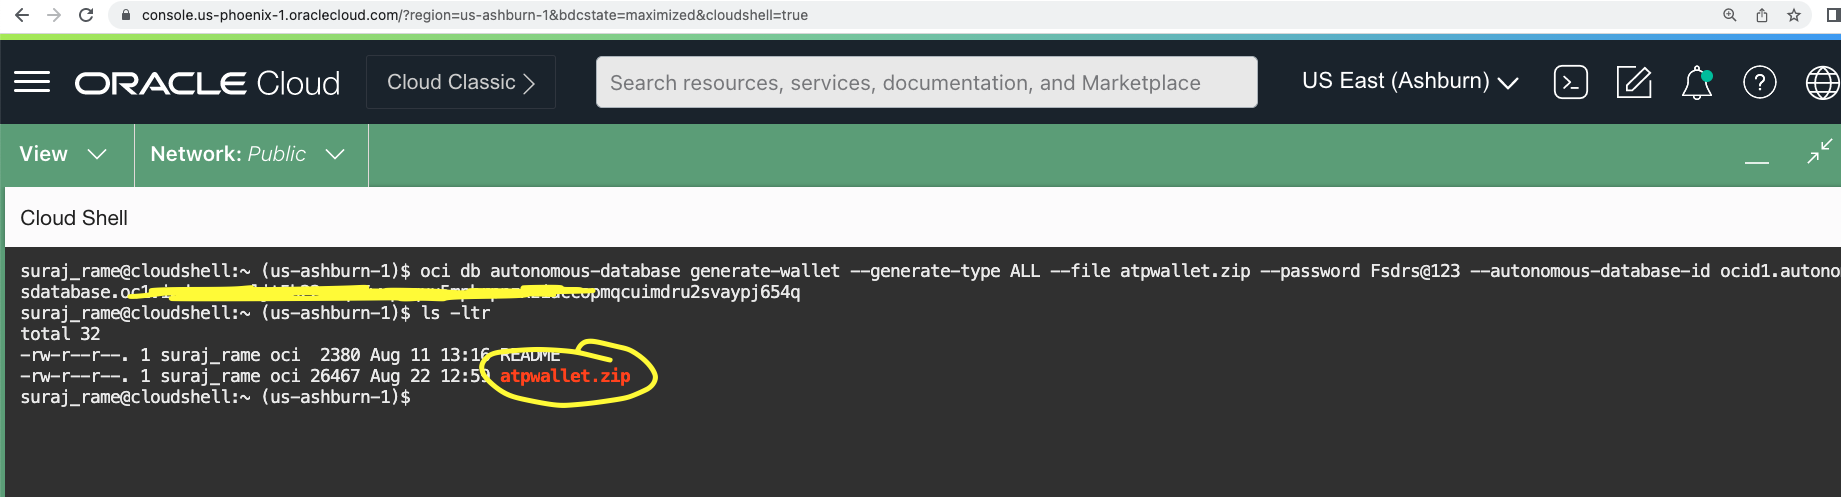 console.us-phoenix-1.oraclecloud.com/?region=us-ashburn-1&bdcstate=maximized&cloudshell=true
ORACLE Cloud
Cloud Classic
Search resources, services, documentation, and Marketplace
US East (Ashburn)
View
Network: Public
Cloud Shell
suraj_rame@cloudshell:~ (us-ashburn-1)$ oci db autonomous-database generate-wallet --generate-type ALL --file atpwallet.zip --password Fsdrs@123 --autonomous-database-id ocid1.autono
sdatabase.oc1. opmqcuimdru2svaypj654q
suraj_rame@cloudshell:~ (us-ashburn-1)$ ls -ltr
total 32
-rw-r--r--. 1 suraj_rame oci  2380 Aug 11 13:16 README
-rw-r--r--. 1 suraj_rame oci 26467 Aug 22 12:59 atpwallet.zip
suraj_rame@cloudshell:~ (us-ashburn-1)$